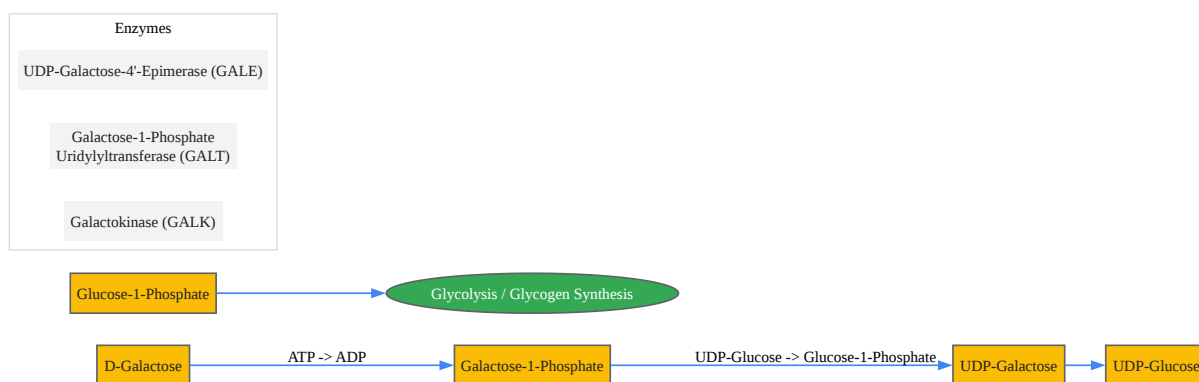 Enzymes
UDP-Galactose-4'-Epimerase (GALE)
Galactose-1-Phosphate
Uridylyltransferase (GALT)
Galactokinase (GALK)
Glucose-1-Phosphate
Glycolysis / Glycogen Synthesis
D-Galactose
ATP -> ADP
Galactose-1-Phosphate
UDP-Glucose -> Glucose-1-Phosphate
UDP-Galactose
UDP-Glucose